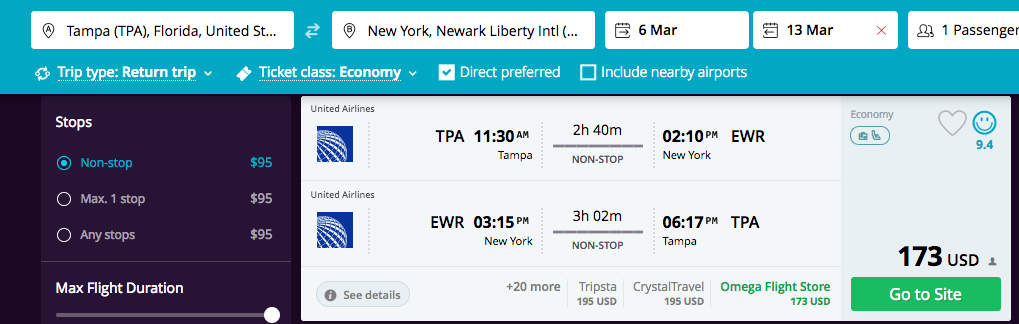 Tampa (TPA), Florida, United St...
New York, Newark Liberty Intl (...
6 Mar
13 Mar
1 Passenger
Trip type: Return trip
Ticket class: Economy
Direct preferred
Include nearby airports
Stops
Non-stop $95
Max. 1 stop $95
Any stops $95
Max Flight Duration
United Airlines
TPA 11:30 AM 2h 40m 02:10 PM EWR
Tampa NON-STOP New York
United Airlines
EWR 03:15 PM 3h 02m 06:17 PM TPA
New York NON-STOP Tampa
See details
+20 more
Tripsta
195 USD
CrystalTravel
195 USD
Omega Flight Store
173 USD
Economy
9.4
173 USD
Go to Site